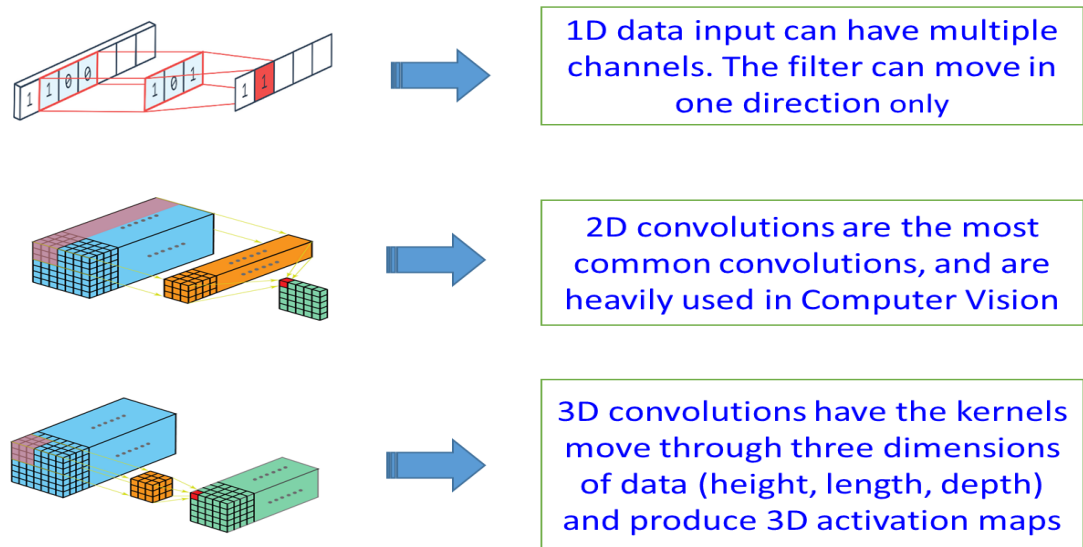 1 1 0 0
1 0 1
1 1
1D data input can have multiple
channels. The filter can move in
one direction only
2D convolutions are the most
common convolutions, and are
heavily used in Computer Vision
3D convolutions have the kernels
move through three dimensions
of data (height, length, depth)
and produce 3D activation maps